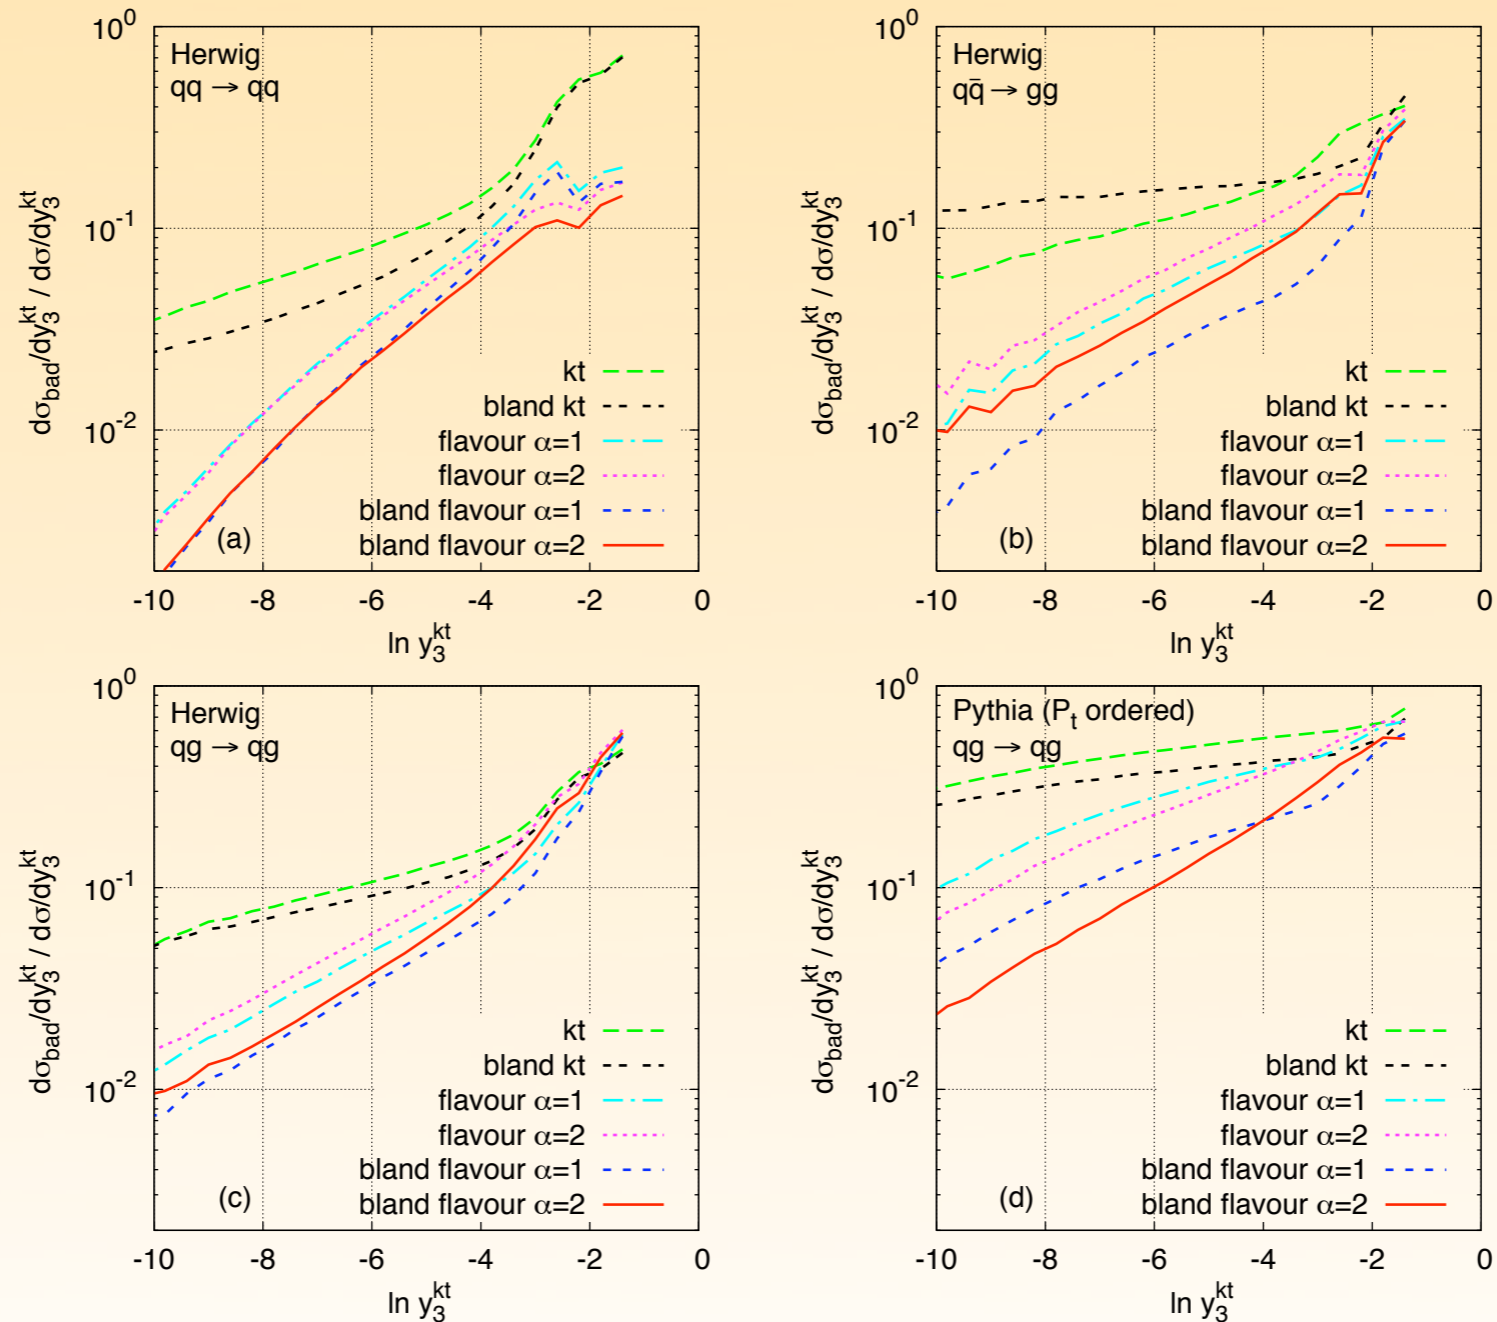 Herwig
qq → qq
dσ_bad/dy_3^kt / dσ/dy_3^kt
10^0
10^-1
10^-2
kt
bland kt
flavour α=1
flavour α=2
bland flavour α=1
bland flavour α=2
(a)
-10 -8 -6 -4 -2 0
ln y_3^kt
Herwig
qq̄ → gg
dσ_bad/dy_3^kt / dσ/dy_3^kt
10^0
10^-1
10^-2
kt
bland kt
flavour α=1
flavour α=2
bland flavour α=1
bland flavour α=2
(b)
-10 -8 -6 -4 -2 0
ln y_3^kt
Herwig
qg → qg
dσ_bad/dy_3^kt / dσ/dy_3^kt
10^0
10^-1
10^-2
kt
bland kt
flavour α=1
flavour α=2
bland flavour α=1
bland flavour α=2
(c)
-10 -8 -6 -4 -2 0
ln y_3^kt
Pythia (P_t ordered)
qg → qg
dσ_bad/dy_3^kt / dσ/dy_3^kt
10^0
10^-1
10^-2
kt
bland kt
flavour α=1
flavour α=2
bland flavour α=1
bland flavour α=2
(d)
-10 -8 -6 -4 -2 0
ln y_3^kt